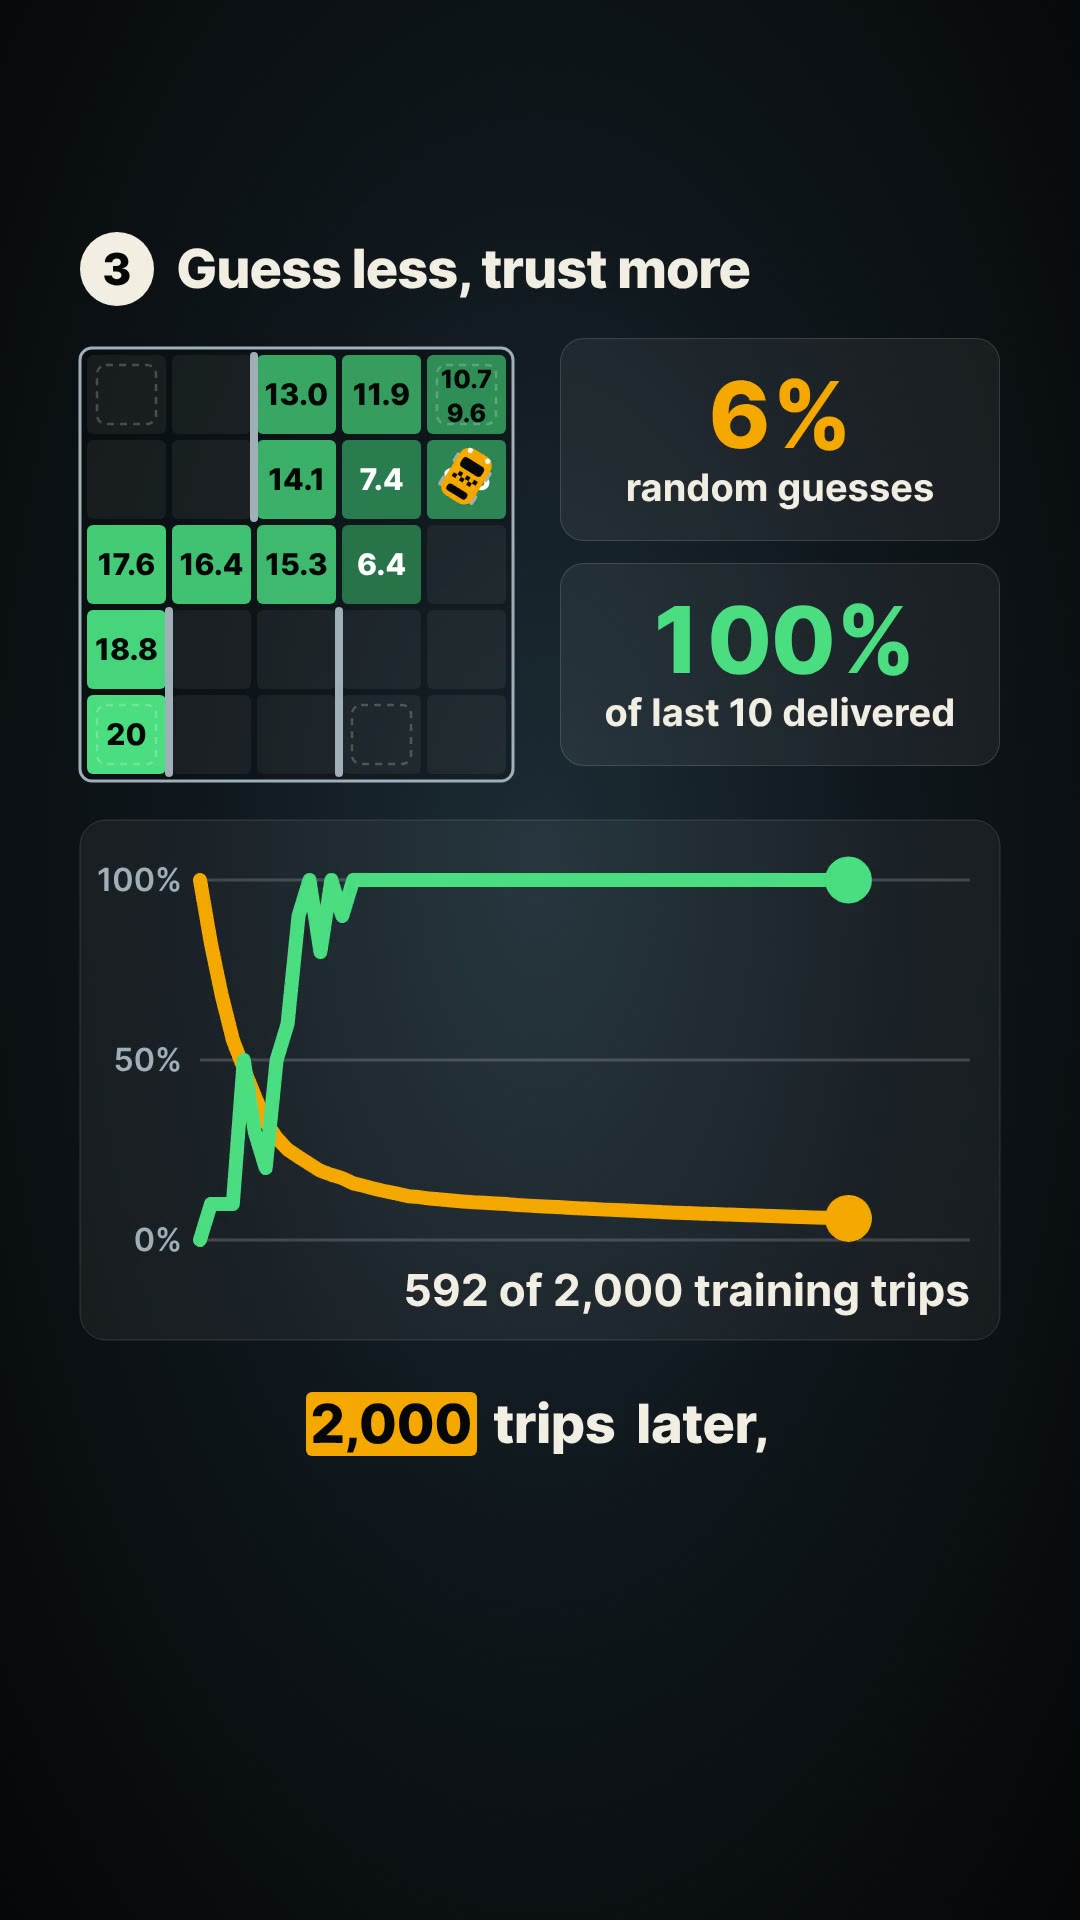 3 Guess less, trust more
13.0 11.9 10.7
9.6
14.1 7.4
17.6 16.4 15.3 6.4
18.8
20
6%
random guesses
100%
of last 10 delivered
100%
50%
0%
592 of 2,000 training trips
2,000 trips later,